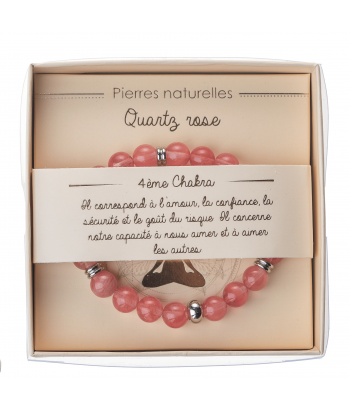 Pierres naturelles
Quartz rose
4ème Chakra
Il correspond à l'amour, la confiance, la
sécurité et le goût du risque. Il concerne
notre capacité à nous aimer et à aimer
les autres